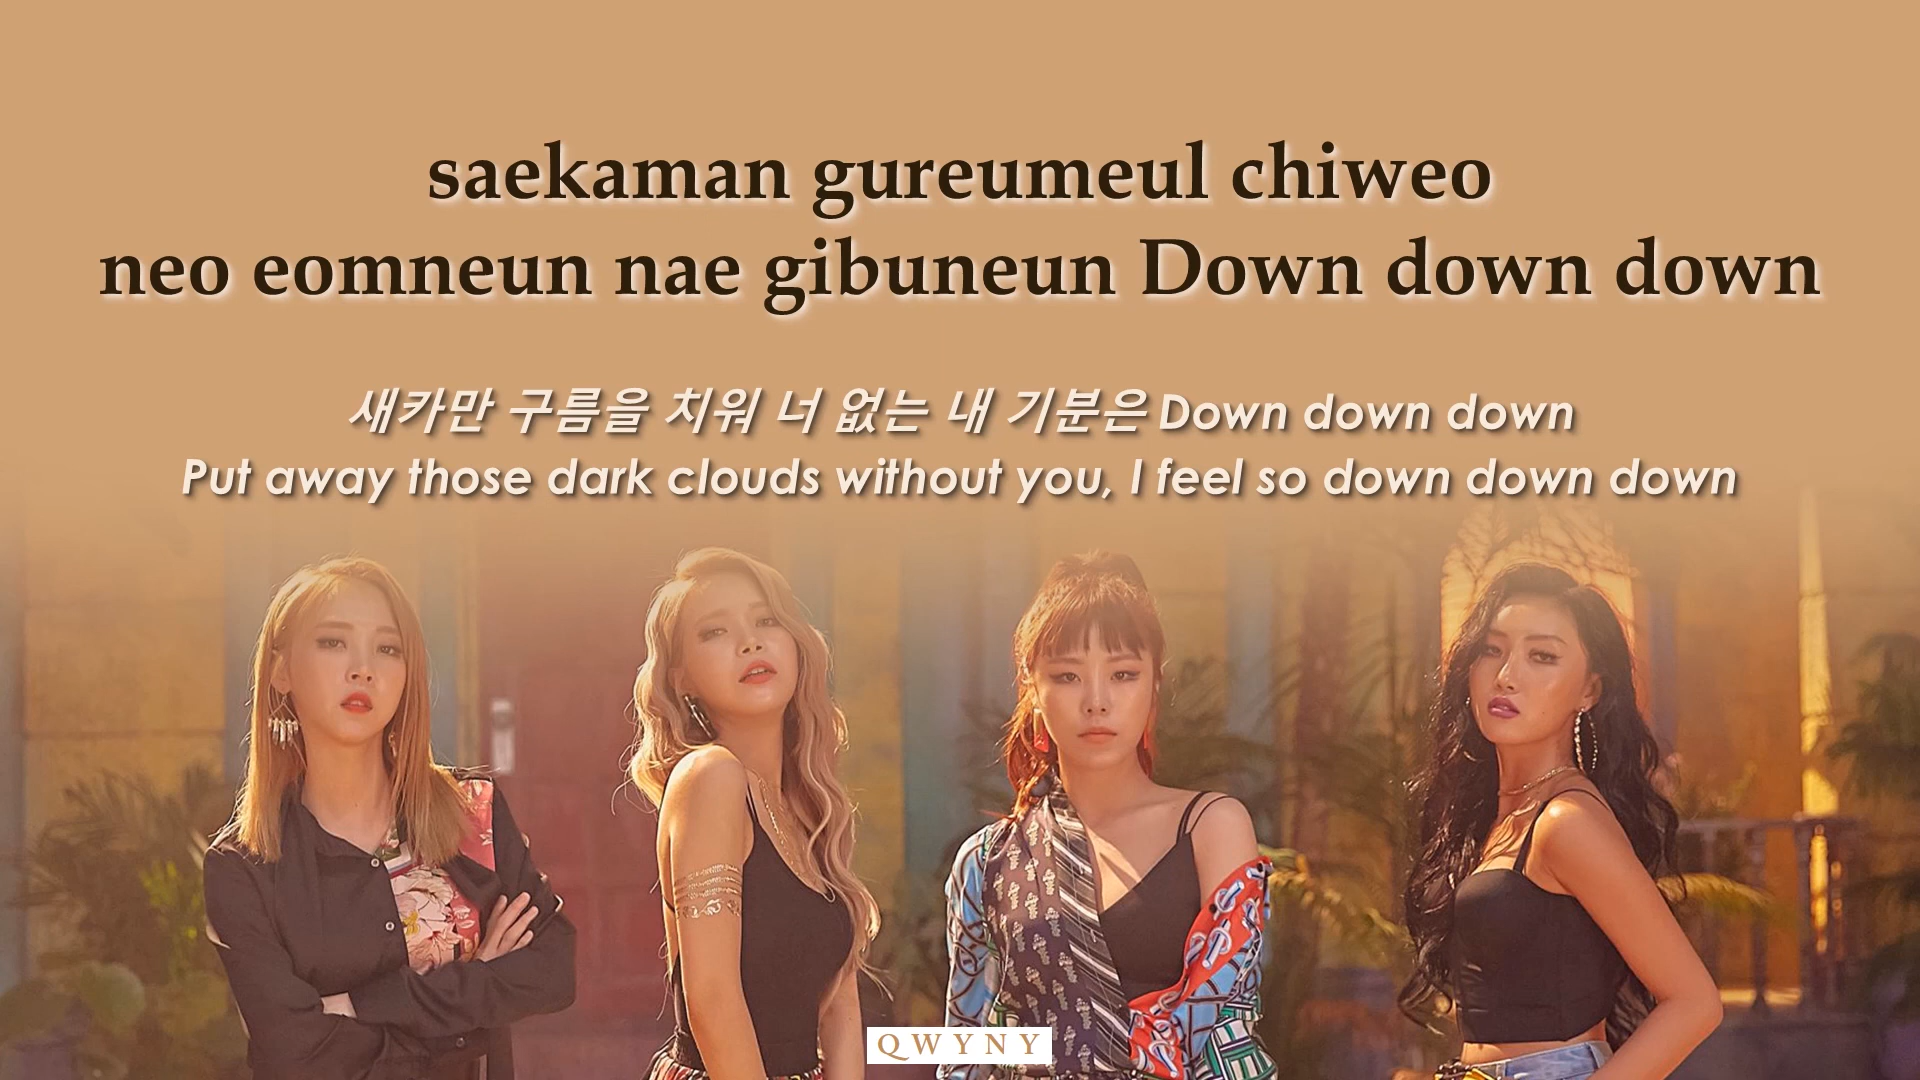 saekaman gureumeul chiweo
neo eomneun nae gibuneun Down down down
새카만 구름을 치워 너 없는 내 기분은 Down down down
Put away those dark clouds without you, I feel so down down down
QWYNY